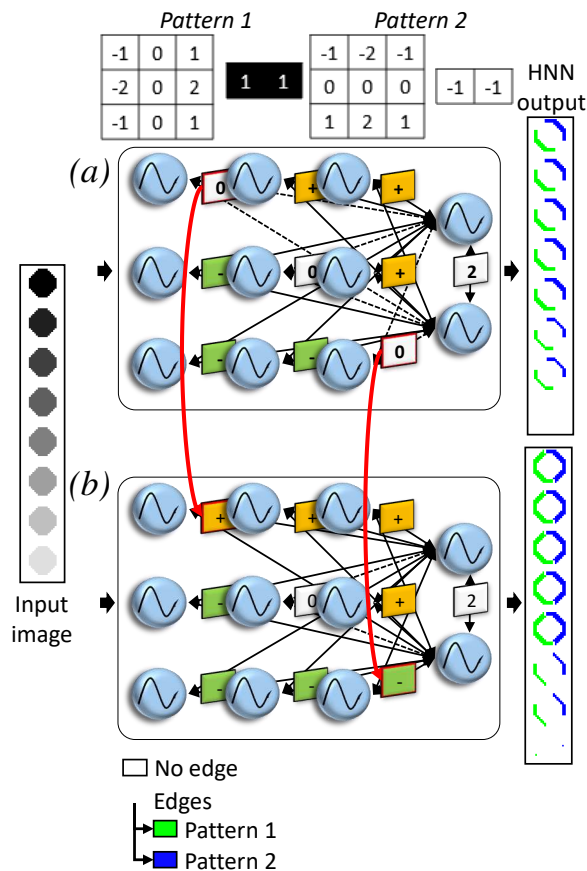 Pattern 1
Pattern 2
-1 0 1
-2 0 2
-1 0 1
1 1
-1 -2 -1
0 0 0
1 2 1
-1 -1
HNN
output
(a)
0 + +
- 0 + 2
- - 0
(b)
+ + +
- 0 + 2
- - -
Input
image
No edge
Edges
Pattern 1
Pattern 2